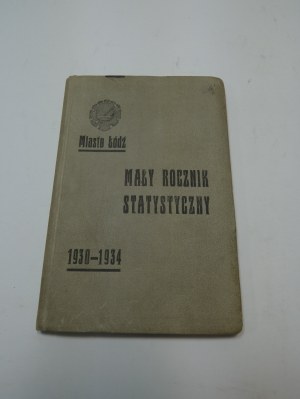 Miasto Łódź
MAŁY ROCZNIK
STATYSTYCZNY
1930-1934